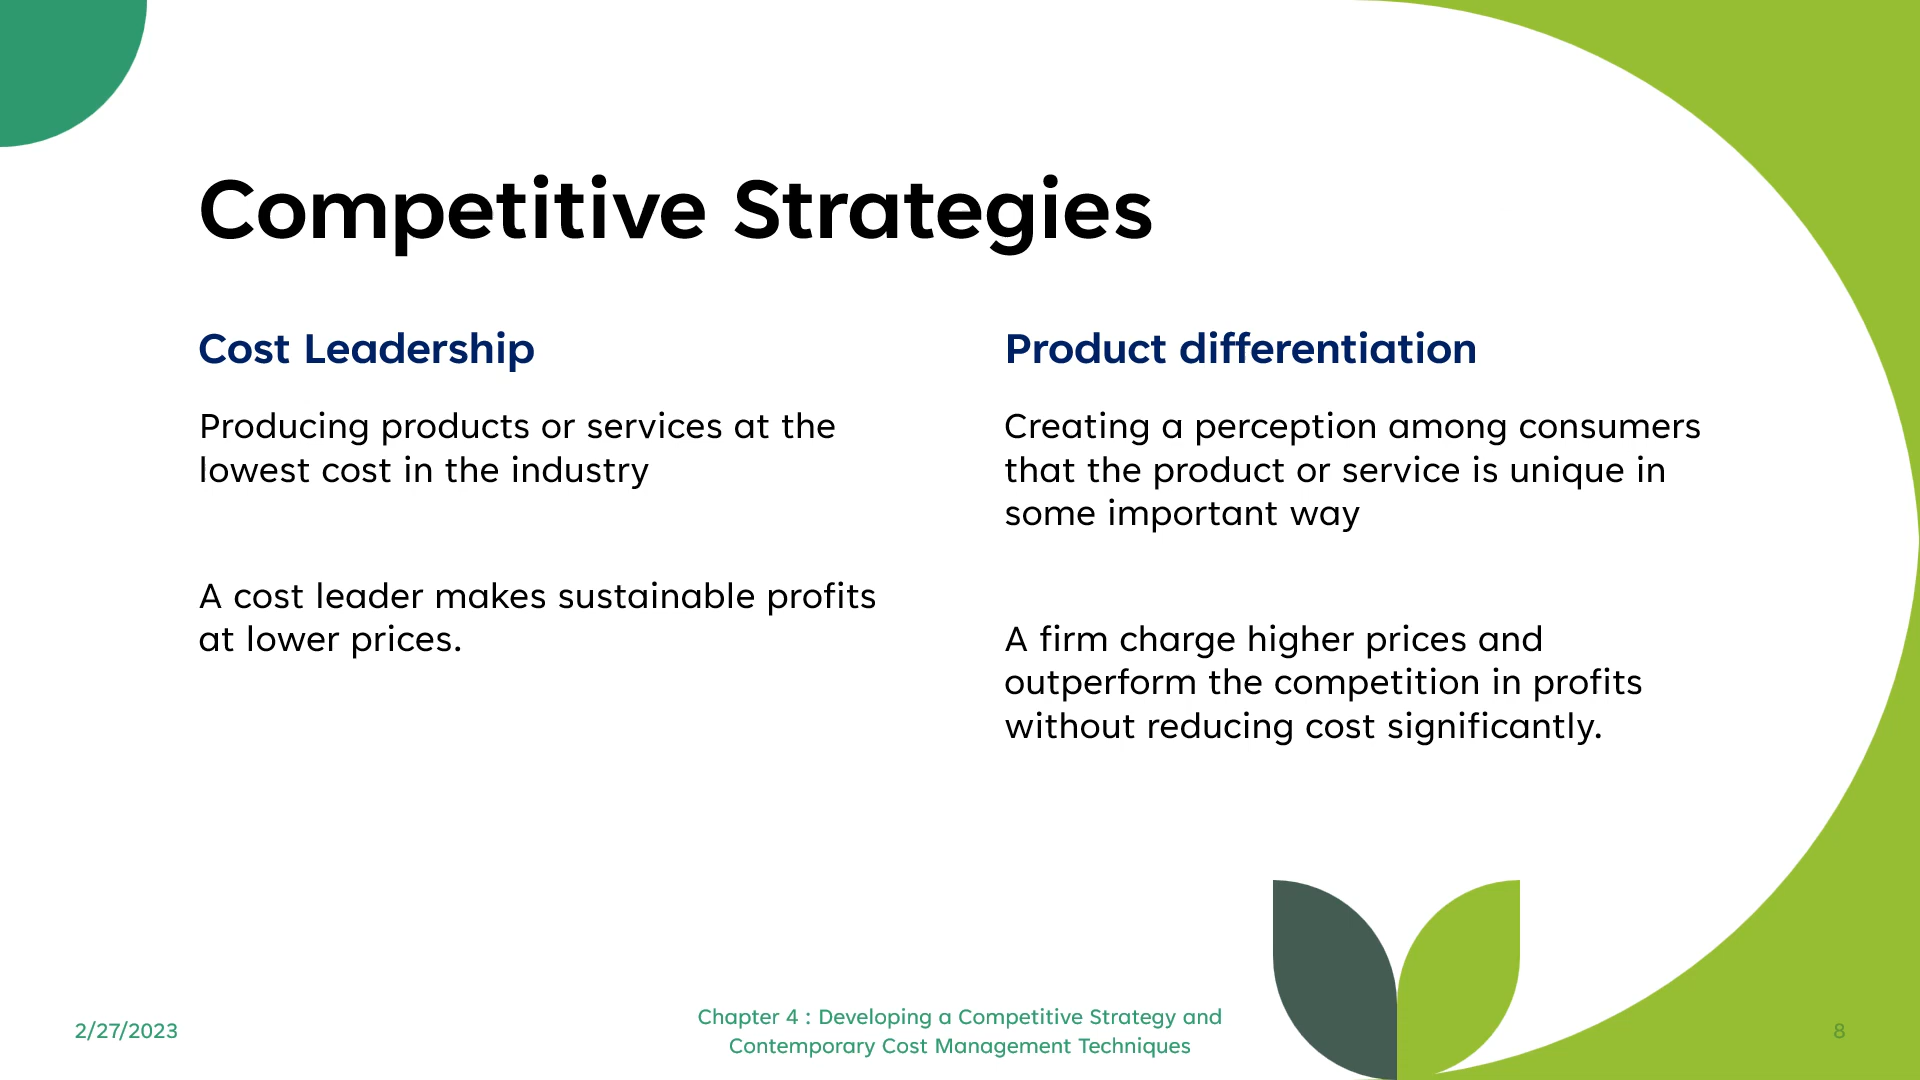 Competitive Strategies
Cost Leadership
Producing products or services at the
lowest cost in the industry
A cost leader makes sustainable profits
at lower prices.
Product differentiation
Creating a perception among consumers
that the product or service is unique in
some important way
A firm charge higher prices and
outperform the competition in profits
without reducing cost significantly.
2/27/2023
Chapter 4 : Developing a Competitive Strategy and
Contemporary Cost Management Techniques
8